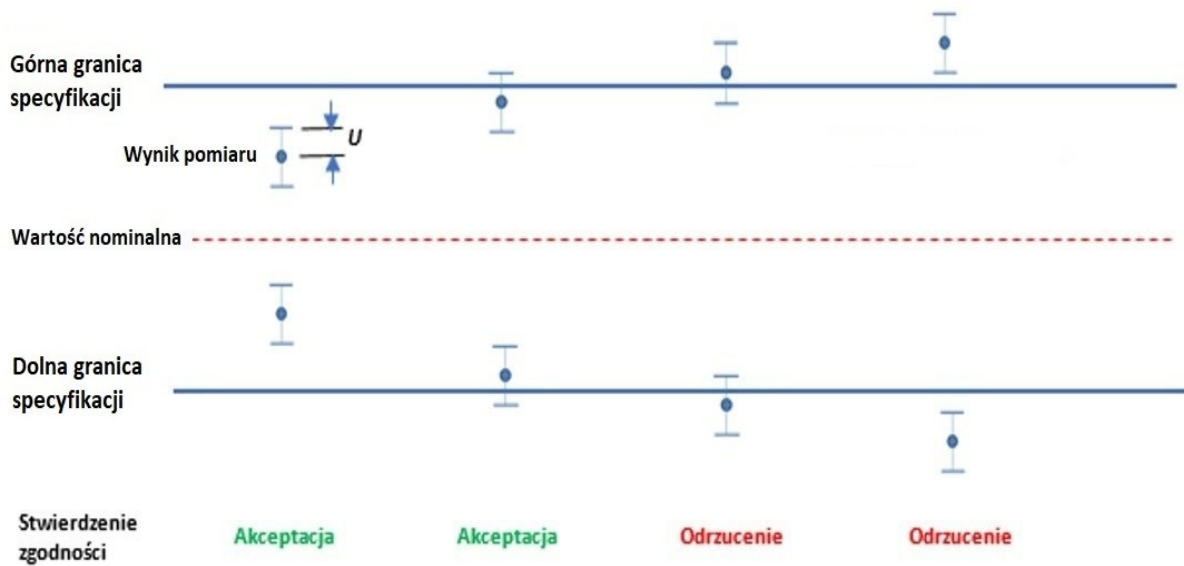 Górna granica
specyfikacji
U
Wynik pomiaru
Wartość nominalna
Dolna granica
specyfikacji
Stwierdzenie
zgodności
Akceptacja
Akceptacja
Odrzucenie
Odrzucenie